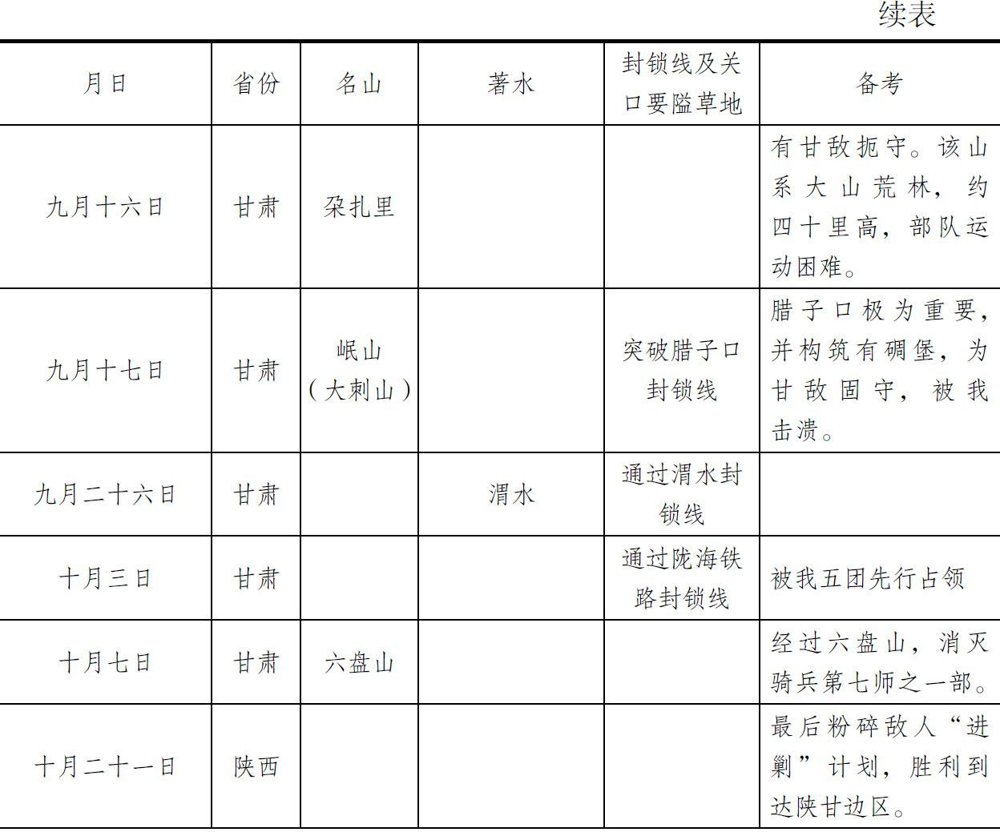 续表
月日
省份
名山
著水
封锁线及关
口要隘草地
备考
九月十六日
甘肃
朶扎里
有甘敌扼守。该山
系大山荒林，约
四十里高，部队运
动困难。
九月十七日
甘肃
岷山
（大刺山）
突破腊子口
封锁线
腊子口极为重要，
并构筑有碉堡，为
甘敌固守，被我
击溃。
九月二十六日
甘肃
渭水
通过渭水封
锁线
十月三日
甘肃
通过陇海铁
路封锁线
被我五团先行占领
十月七日
甘肃
六盘山
经过六盘山，消灭
骑兵第七师之一部。
十月二十一日
陕西
最后粉碎敌人“进
剿”计划，胜利到
达陕甘边区。